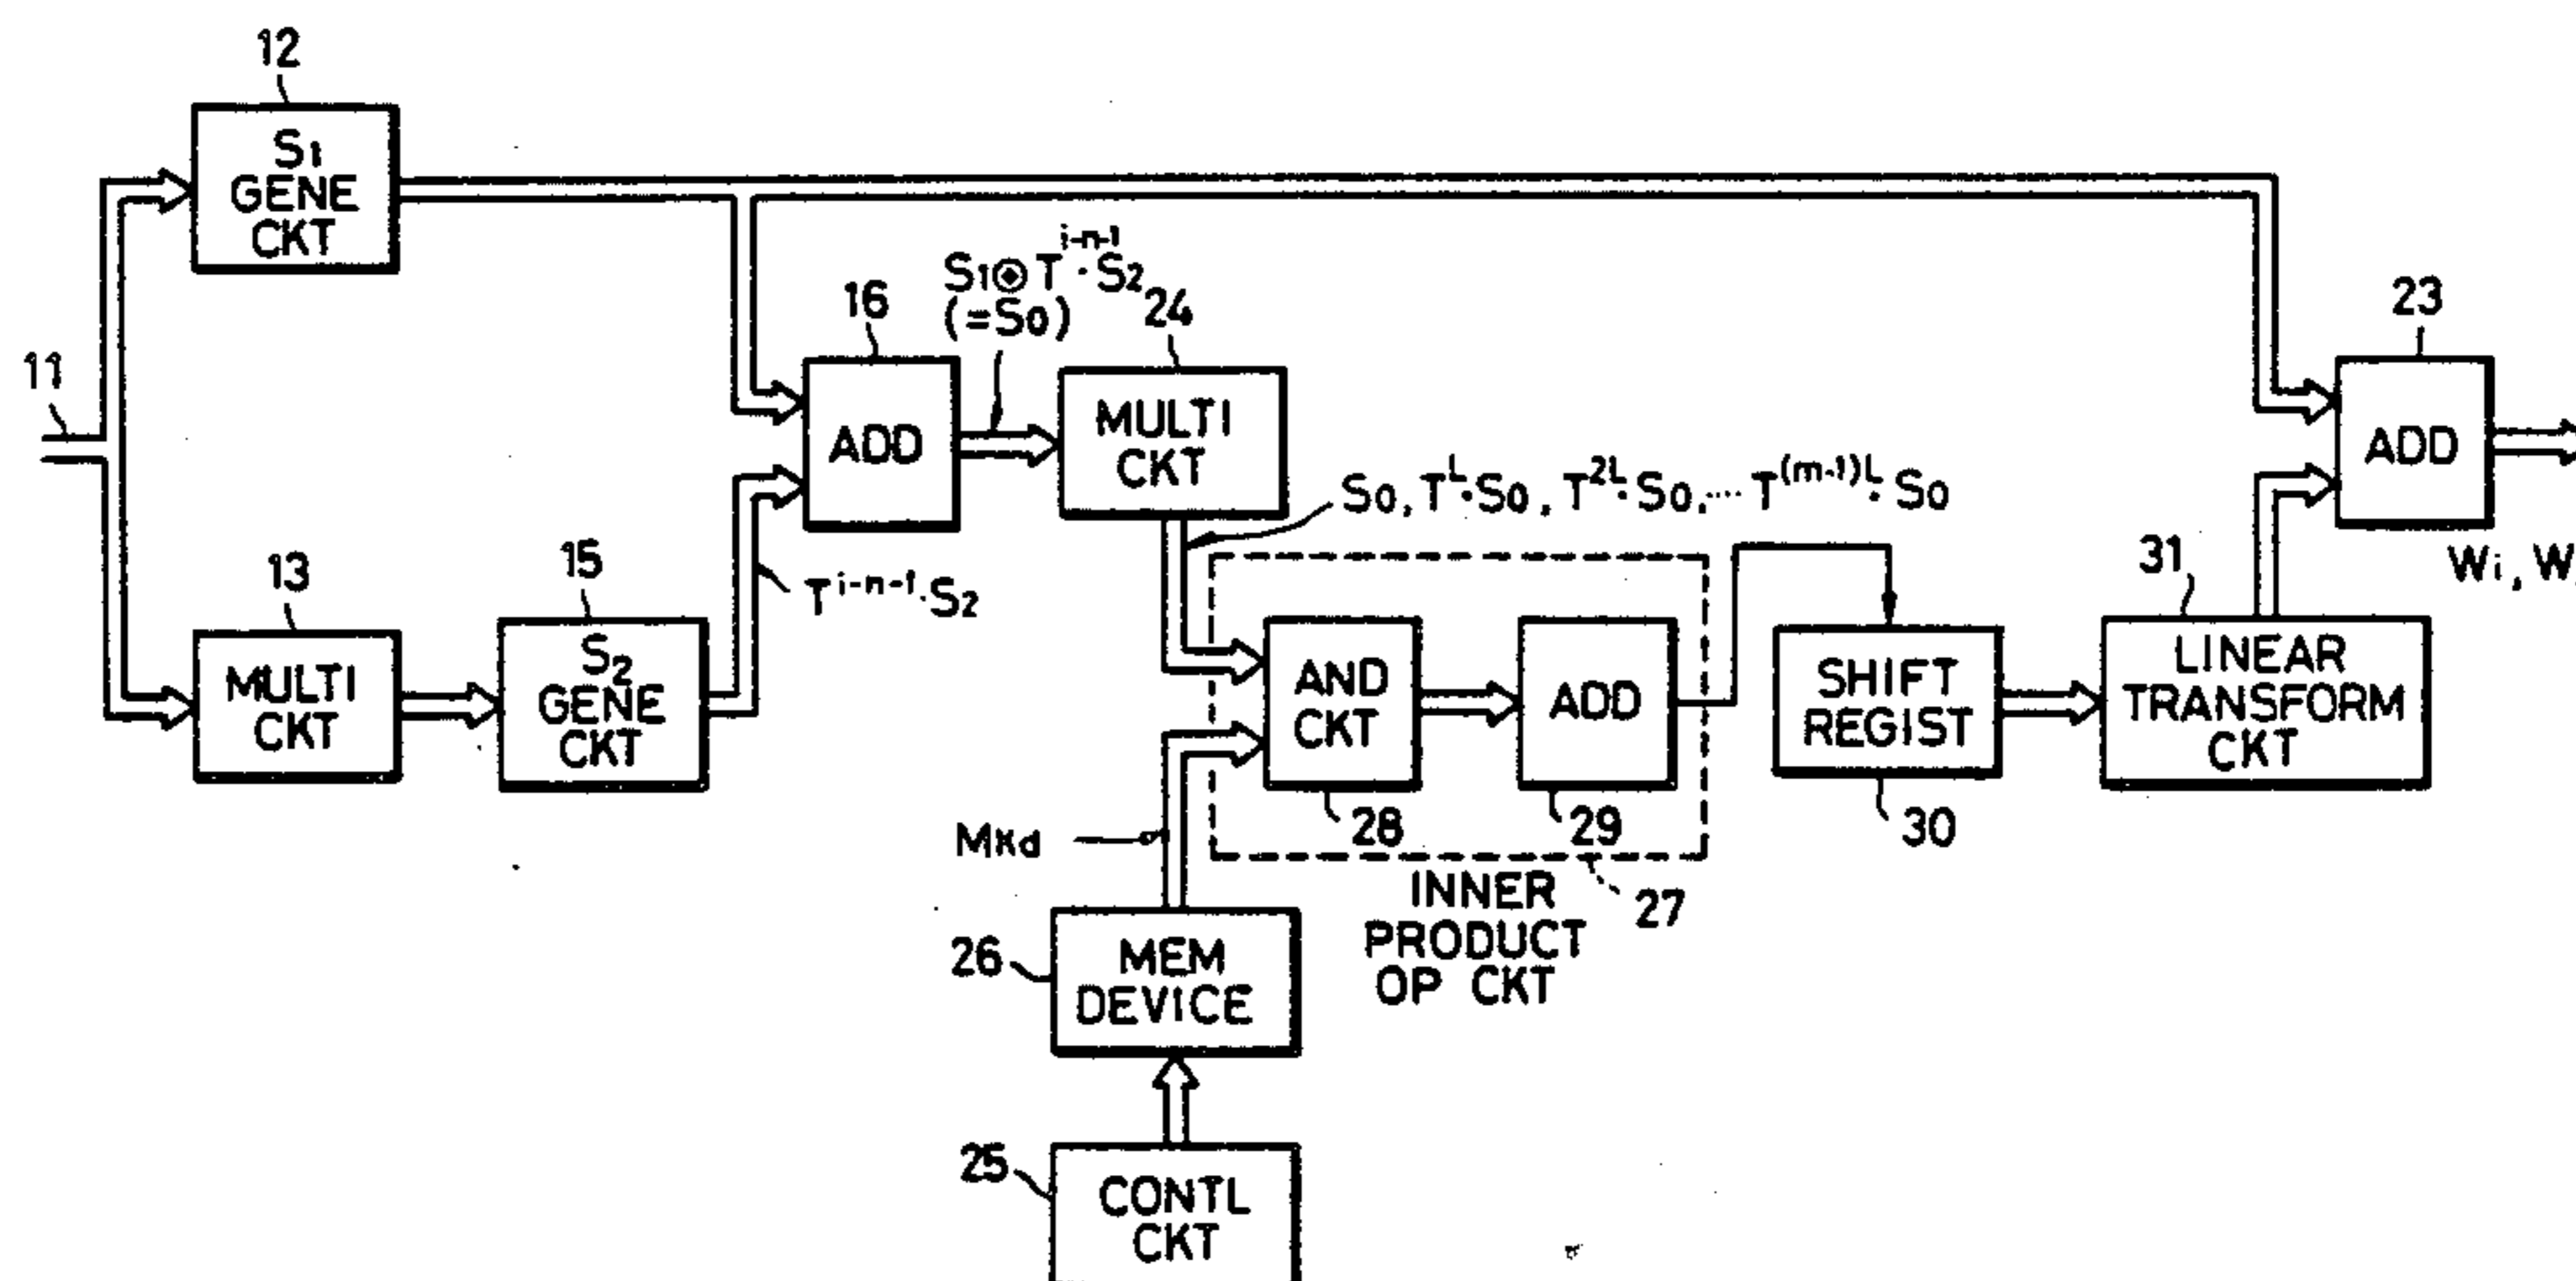 12
S1
GENE
CKT
11
13
MULTI
CKT
15
S2
GENE
CKT
T^{i-n-1}·S2
16
ADD
S1⊙T^{i-n-1}·S2
(=S0)
24
MULTI
CKT
S0, T^L·S0, T^{2L}·S0, ···· T^{(m-1)L}·S0
23
ADD
Wi, W
AND
CKT
28
ADD
29
INNER
PRODUCT
OP CKT
27
SHIFT
REGIST
30
31
LINEAR
TRANSFORM
CKT
MKd
26
MEM
DEVICE
25
CONTL
CKT